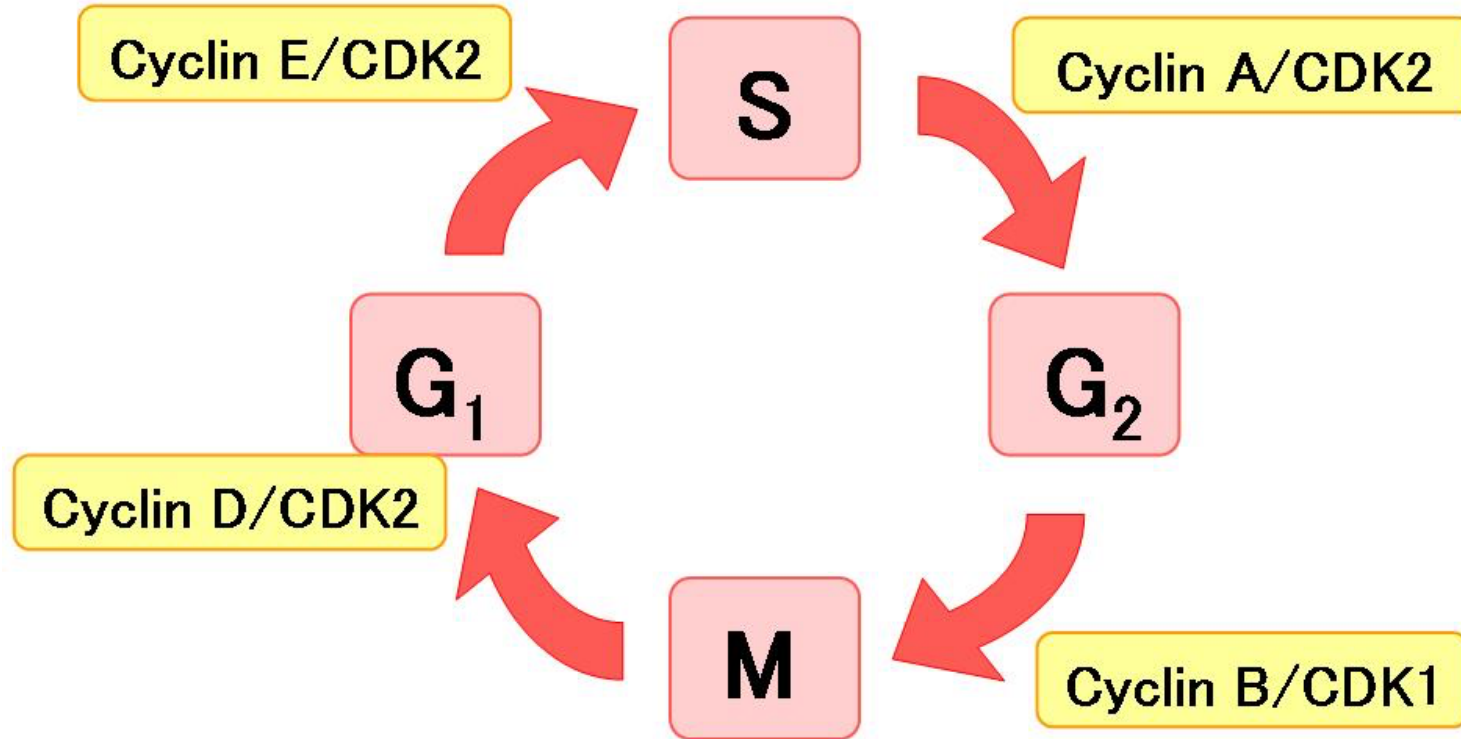 Cyclin E/CDK2
S
Cyclin A/CDK2
G₁
G₂
Cyclin D/CDK2
M
Cyclin B/CDK1